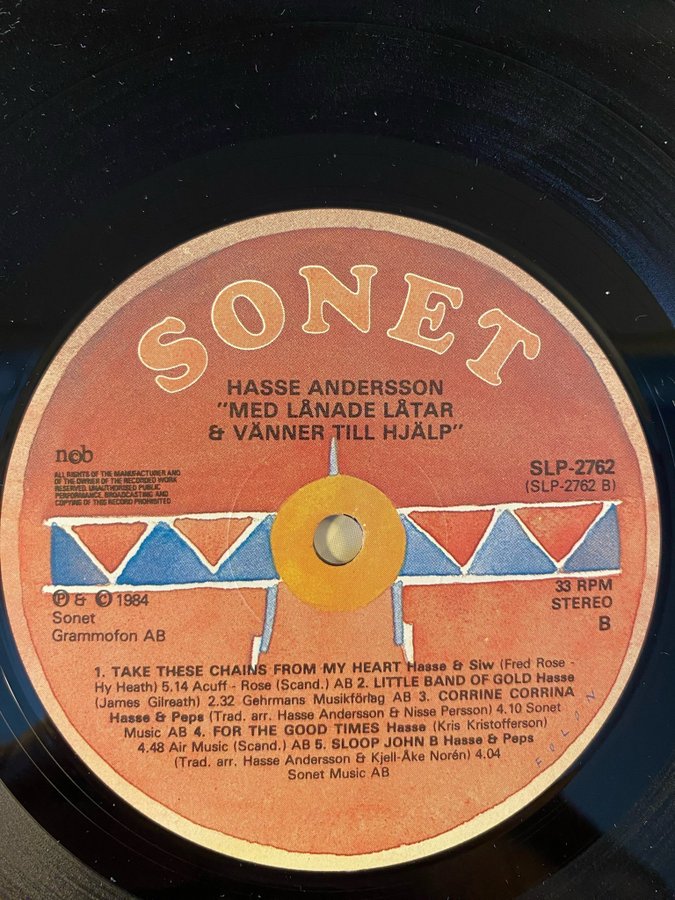 SONET
HASSE ANDERSSON
"MED LÅNADE LÅTAR
& VÄNNER TILL HJÄLP"
n©b
ALL RIGHTS OF THE MANUFACTURER AND
OF THE OWNER OF THE RECORDED WORK
RESERVED. UNAUTHORISED PUBLIC
PERFORMANCE, BROADCASTING AND
COPYING OF THIS RECORD PROHIBITED
SLP-2762
(SLP-2762 B)
℗ & © 1984
Sonet
Grammofon AB
33 RPM
STEREO
B
1. TAKE THESE CHAINS FROM MY HEART Hasse & Siw (Fred Rose -
Hy Heath) 5.14 Acuff - Rose (Scand.) AB 2. LITTLE BAND OF GOLD Hasse
(James Gilreath) 2.32 Gehrmans Musikförlag AB 3. CORRINE CORRINA
Hasse & Peps (Trad. arr. Hasse Andersson & Nisse Persson) 4.10 Sonet
Music AB 4. FOR THE GOOD TIMES Hasse (Kris Kristofferson)
4.48 Air Music (Scand.) AB 5. SLOOP JOHN B Hasse & Peps
(Trad. arr. Hasse Andersson & Kjell-Åke Norén) 4.04
Sonet Music AB
FOLON